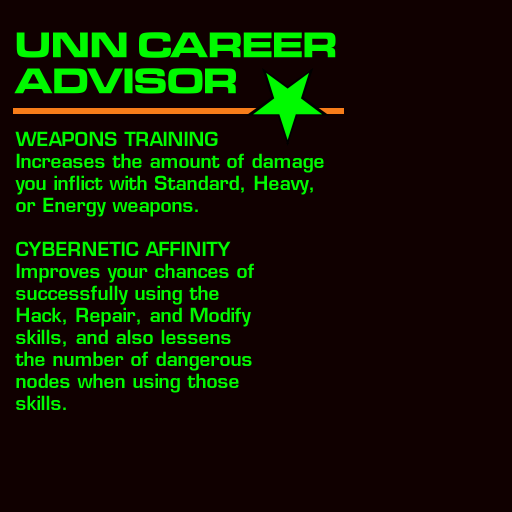 UNN CAREER
ADVISOR
WEAPONS TRAINING
Increases the amount of damage
you inflict with Standard, Heavy,
or Energy weapons.
CYBERNETIC AFFINITY
Improves your chances of
successfully using the
Hack, Repair, and Modify
skills, and also lessens
the number of dangerous
nodes when using those
skills.